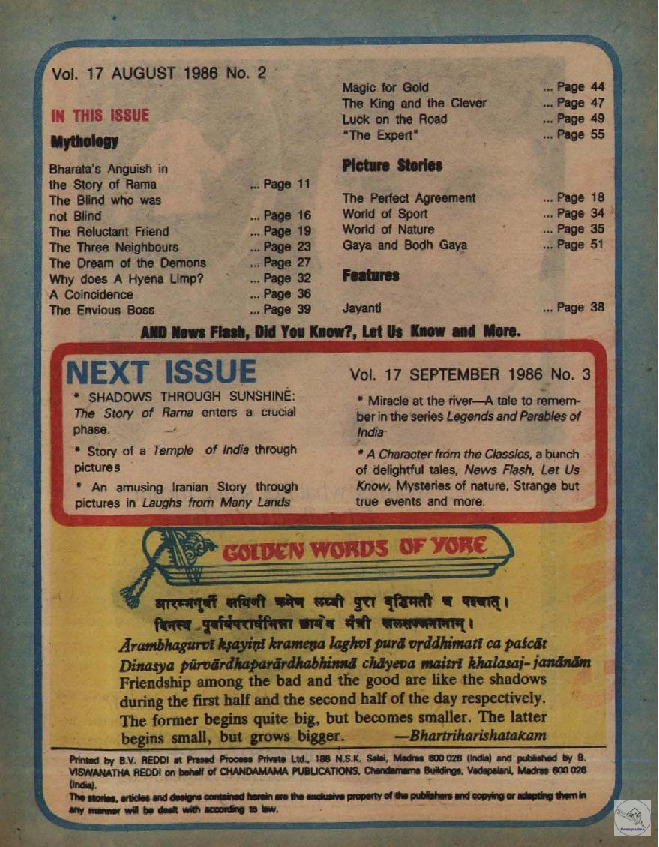 Vol. 17 AUGUST 1986 No. 2
IN THIS ISSUE
Mythology
Bharata's Anguish in
the Story of Rama ... Page 11
The Blind who was
not Blind ... Page 16
The Reluctant Friend ... Page 19
The Three Neighbours ... Page 23
The Dream of the Demons ... Page 27
Why does A Hyena Limp? ... Page 32
A Coincidence ... Page 36
The Envious Boss ... Page 39
Magic for Gold ... Page 44
The King and the Clever ... Page 47
Luck on the Road ... Page 49
"The Expert" ... Page 55
Picture Stories
The Perfect Agreement ... Page 18
World of Sport ... Page 34
World of Nature ... Page 35
Gaya and Bodh Gaya ... Page 51
Features
Jayanti ... Page 38
AND News Flash, Did You Know?, Let Us Know and More.
NEXT ISSUE
Vol. 17 SEPTEMBER 1986 No. 3
* SHADOWS THROUGH SUNSHINE:
The Story of Rama enters a crucial
phase.
* Story of a Temple of India through
pictures
* An amusing Iranian Story through
pictures in Laughs from Many Lands
* Miracle at the river—A tale to remem-
ber in the series Legends and Parables of
India
* A Character from the Classics, a bunch
of delightful tales, News Flash, Let Us
Know, Mysteries of nature, Strange but
true events and more.
GOLDEN WORDS OF YORE
आरम्भगुर्वी क्षयिणी क्रमेण लघ्वी पुरा वृद्धिमती च पश्चात्।
दिनस्य पूर्वार्धपरार्धभिन्ना छायेव मैत्री खलसज्जनानाम्।
Ārambhagurvī kṣayiṇī krameṇa laghvī purā vṛddhimatī ca paścāt
Dinasya pūrvārdhaparārdhabhinnā chāyeva maitrī khalasaj-janānām
Friendship among the bad and the good are like the shadows
during the first half and the second half of the day respectively.
The former begins quite big, but becomes smaller. The latter
begins small, but grows bigger. —Bhartriharishatakam
Printed by B.V. REDDI at Prasad Process Private Ltd., 188 N.S.K. Salai, Madras 600 026 (India) and published by B.
VISWANATHA REDDI on behalf of CHANDAMAMA PUBLICATIONS, Chandamama Buildings, Vadapalani, Madras 600 026
(India).
The stories, articles and designs contained herein are the exclusive property of the publishers and copying or adapting them in
any manner will be dealt with according to law.